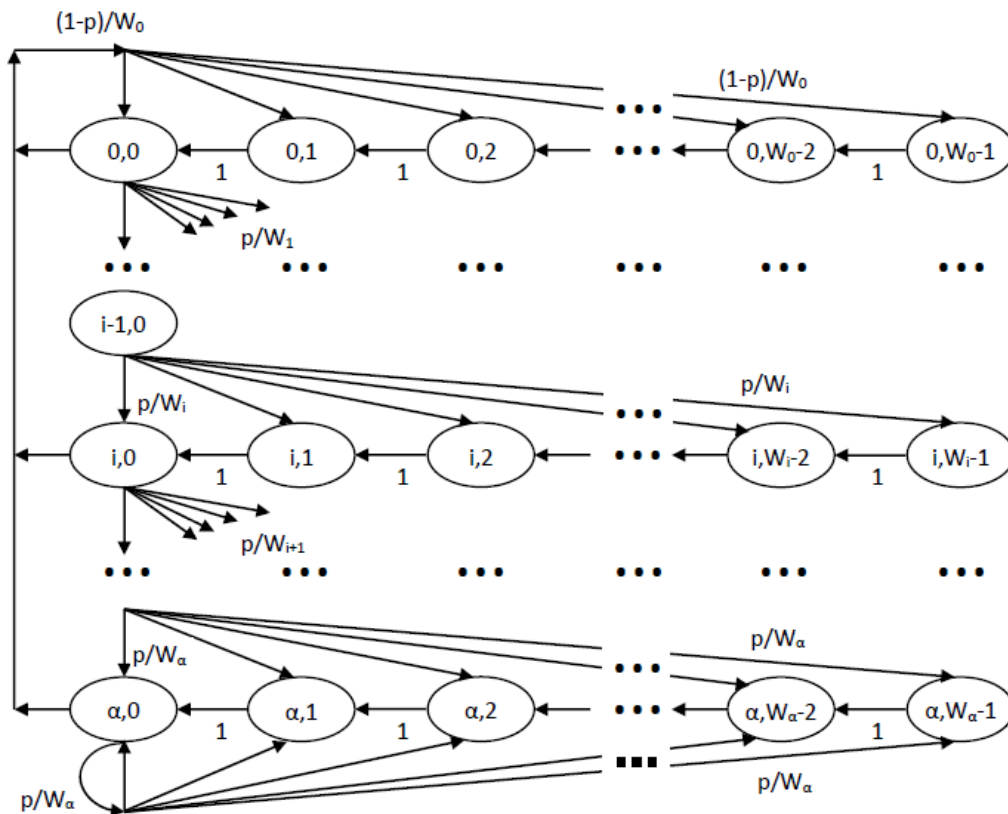 (1-p)/W₀
(1-p)/W₀
•••
0,0 0,1 0,2 ••• 0,W₀-2 0,W₀-1
1 1 1
p/W₁
••• ••• ••• ••• ••• •••
i-1,0
p/Wᵢ
p/Wᵢ
•••
i,0 i,1 i,2 ••• i,Wᵢ-2 i,Wᵢ-1
1 1 1
p/Wᵢ₊₁
••• ••• ••• ••• ••• •••
p/Wα
p/Wα
•••
α,0 α,1 α,2 ••• α,Wα-2 α,Wα-1
1 1 1
•••
p/Wα
p/Wα